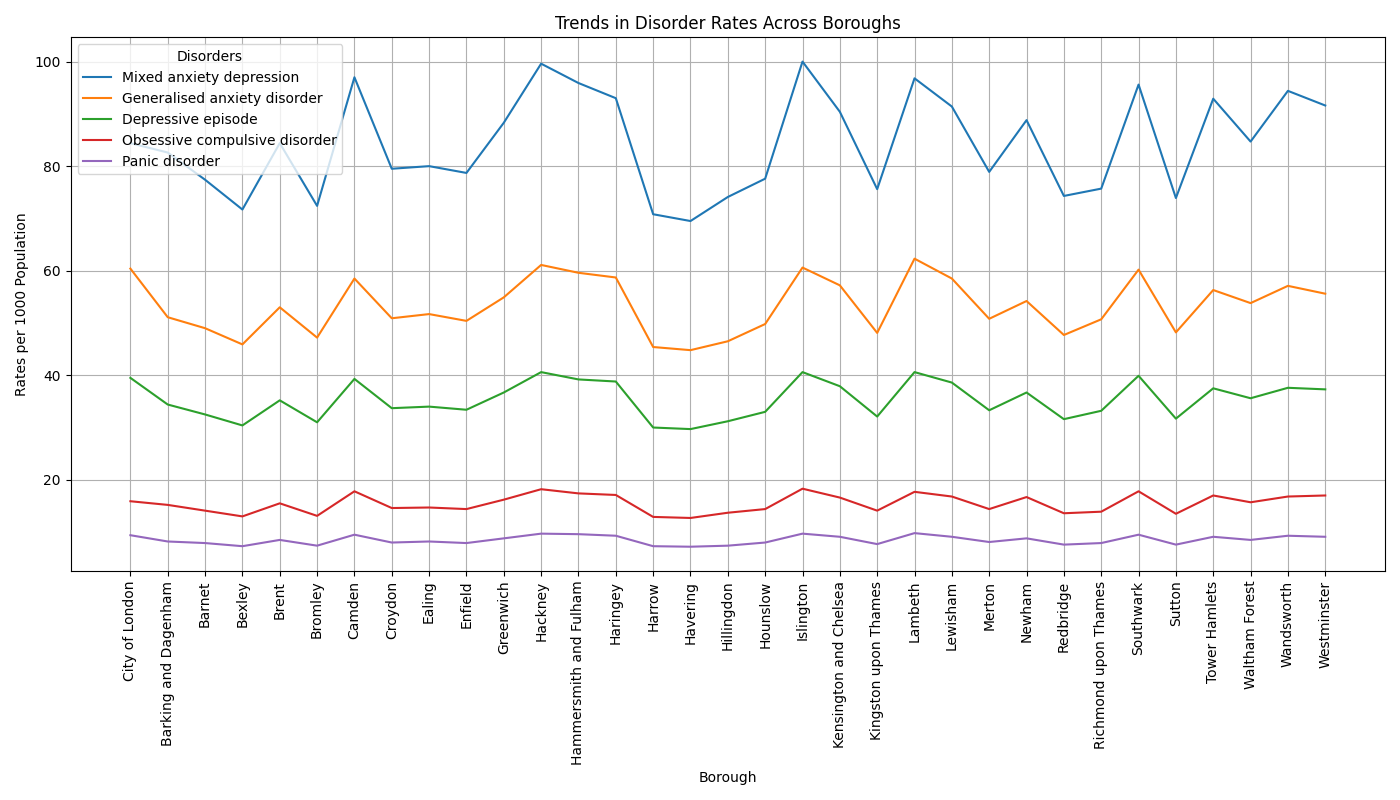 Trends in Disorder Rates Across Boroughs
Disorders
Mixed anxiety depression
Generalised anxiety disorder
Depressive episode
Obsessive compulsive disorder
Panic disorder
Rates per 1000 Population
100
80
60
40
20
City of London
Barking and Dagenham
Barnet
Bexley
Brent
Bromley
Camden
Croydon
Ealing
Enfield
Greenwich
Hackney
Hammersmith and Fulham
Haringey
Harrow
Havering
Hillingdon
Hounslow
Islington
Kensington and Chelsea
Kingston upon Thames
Lambeth
Lewisham
Merton
Newham
Redbridge
Richmond upon Thames
Southwark
Sutton
Tower Hamlets
Waltham Forest
Wandsworth
Westminster
Borough